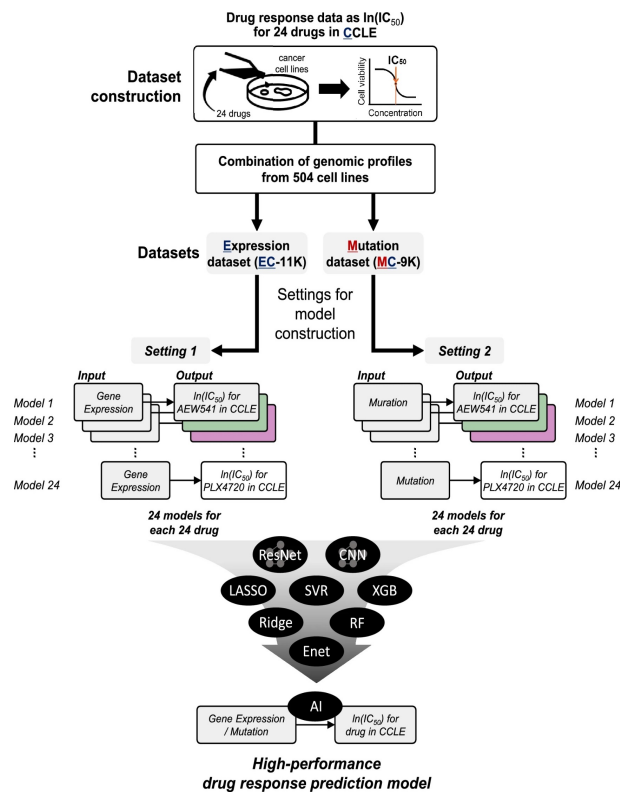 Drug response data as ln(IC50)
for 24 drugs in CCLE
Dataset
construction
cancer
cell lines
24 drugs
Cell viability
IC50
Concentration
Combination of genomic profiles
from 504 cell lines
Datasets
Expression
dataset (EC-11K)
Mutation
dataset (MC-9K)
Settings for
model
construction
Setting 1
Setting 2
Input
Output
Model 1
Model 2
Model 3
Model 24
Gene
Expression
ln(IC50) for
AEW541 in CCLE
Gene
Expression
ln(IC50) for
PLX4720 in CCLE
24 models for
each 24 drug
Input
Output
Muration
ln(IC50) for
AEW541 in CCLE
Mutation
ln(IC50) for
PLX4720 in CCLE
Model 1
Model 2
Model 3
Model 24
24 models for
each 24 drug
ResNet
CNN
LASSO
SVR
XGB
Ridge
RF
Enet
AI
Gene Expression
/ Mutation
ln(IC50) for
drug in CCLE
High-performance
drug response prediction model